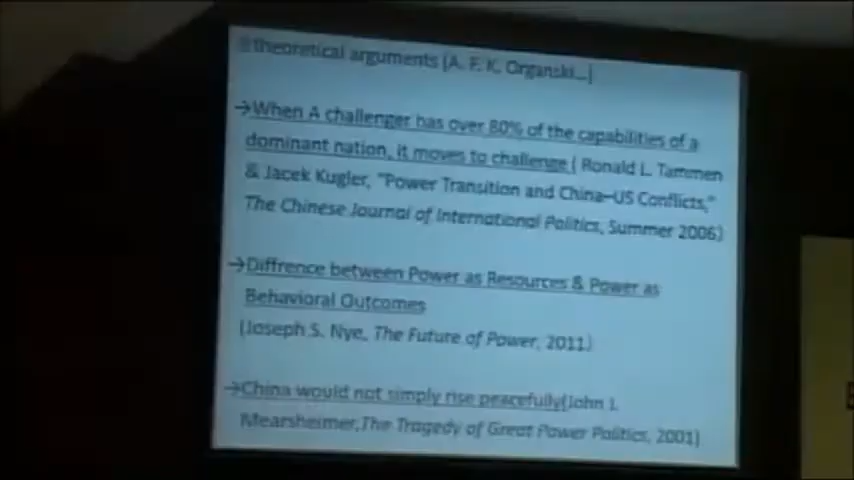 theoretical arguments (A. F. K. Organski...)
→When A challenger has over 80% of the capabilities of a
dominant nation, it moves to challenge ( Ronald L. Tammen
& Jacek Kugler, "Power Transition and China–US Conflicts,"
The Chinese Journal of International Politics, Summer 2006)
→Diffrence between Power as Resources & Power as
Behavioral Outcomes
(Joseph S. Nye, The Future of Power, 2011)
→China would not simply rise peacefully(John J.
Mearsheimer,The Tragedy of Great Power Politics, 2001)